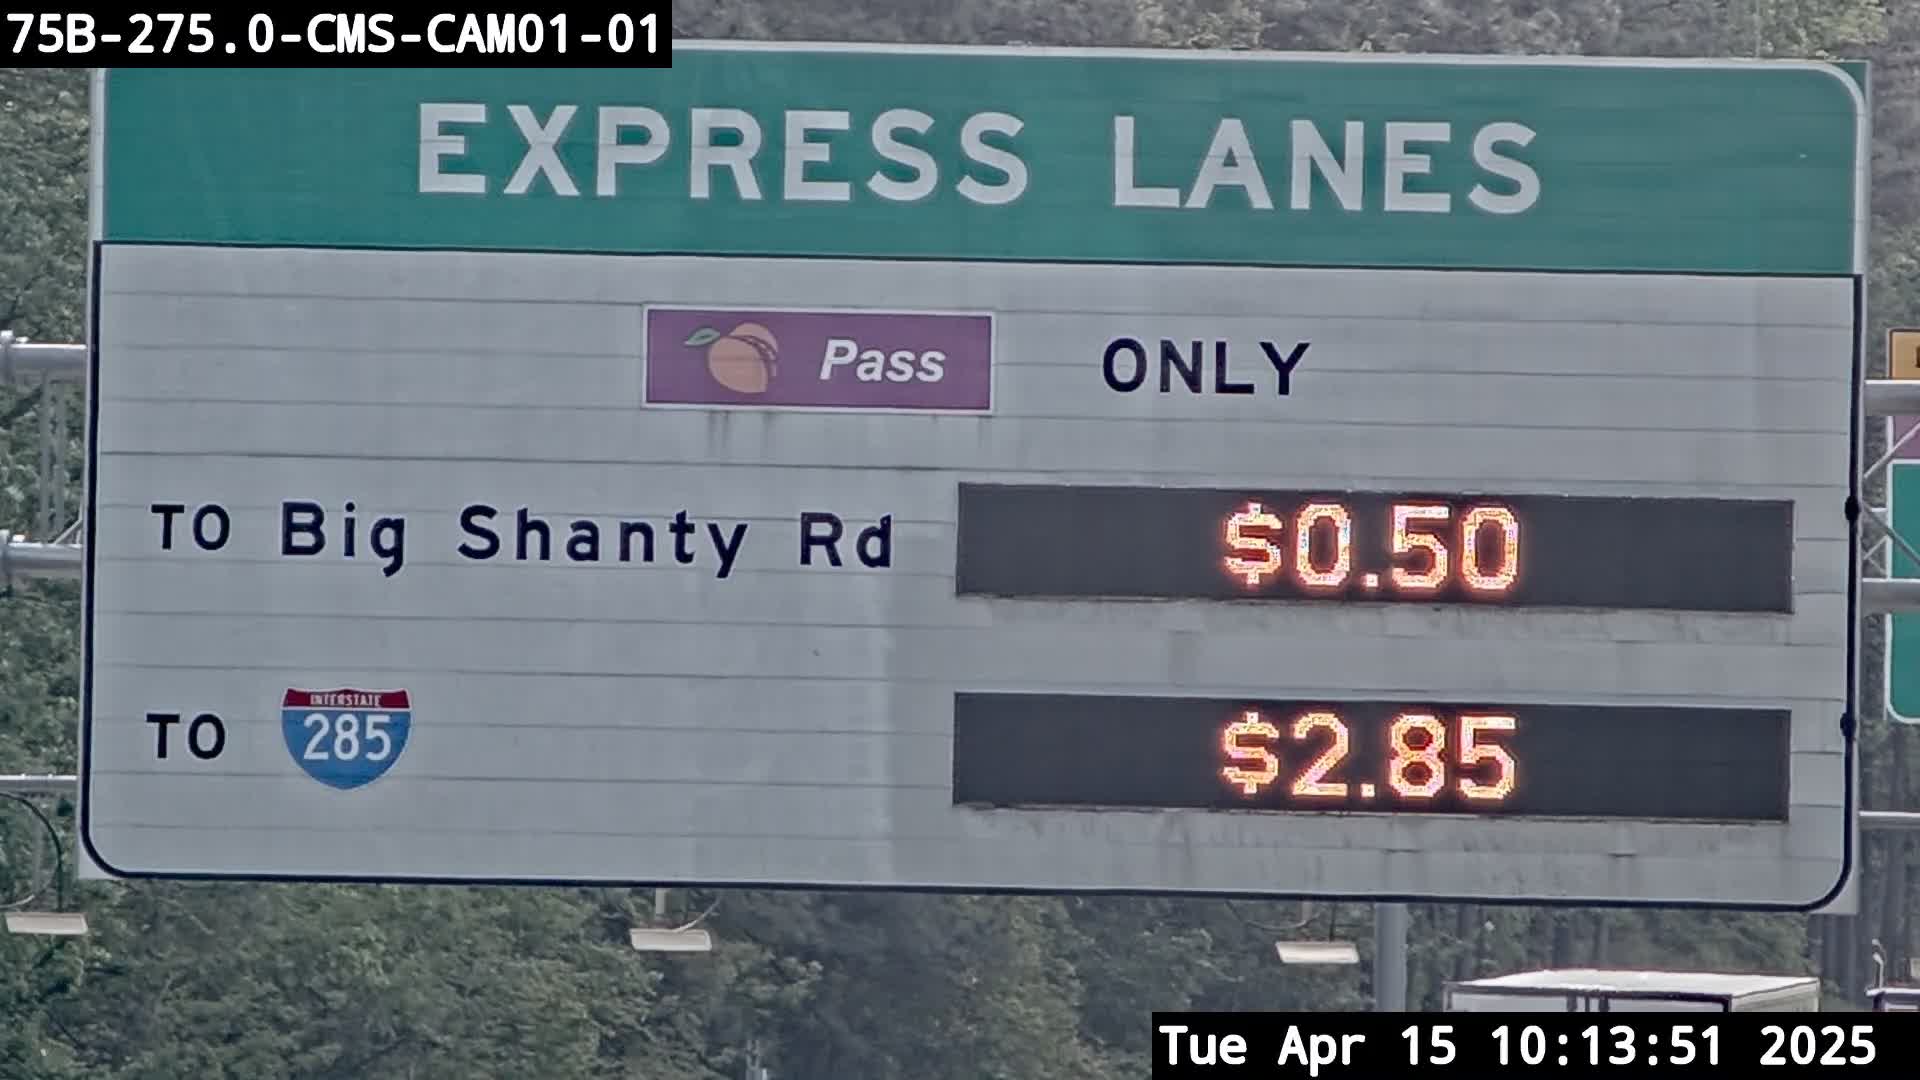 75B-275.0-CMS-CAM01-01
EXPRESS LANES
Pass ONLY
TO Big Shanty Rd $0.50
TO INTERSTATE 285 $2.85
Tue Apr 15 10:13:51 2025